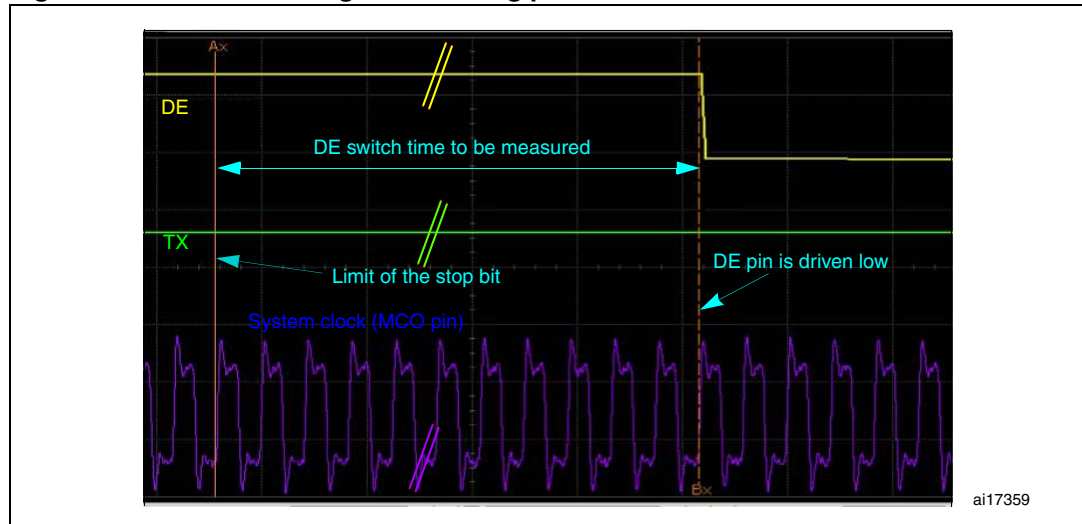 Ax
DE
DE switch time to be measured
TX
Limit of the stop bit
DE pin is driven low
System clock (MCO pin)
Bx
ai17359